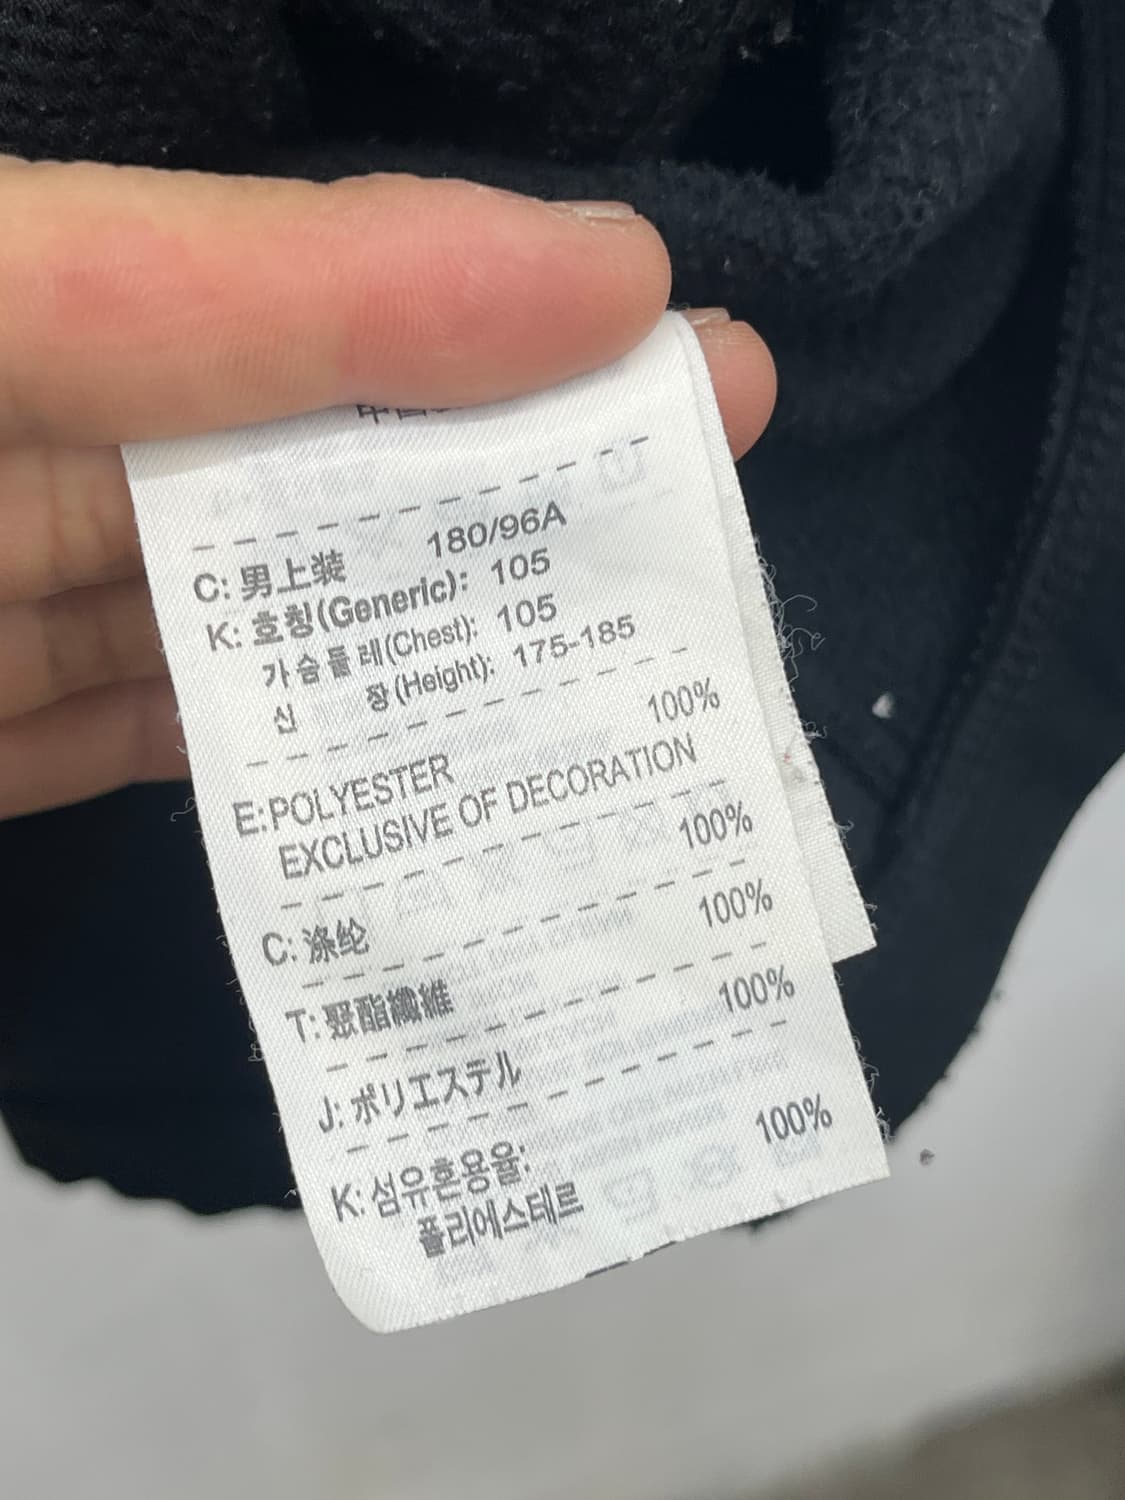 C: 男上装 180/96A
K: 호칭(Generic): 105
가슴둘레(Chest): 105
신 장(Height): 175-185
E:POLYESTER 100%
EXCLUSIVE OF DECORATION
C: 涤纶 100%
T: 聚酯纖維 100%
J: ポリエステル 100%
K: 섬유혼용율:
폴리에스테르 100%